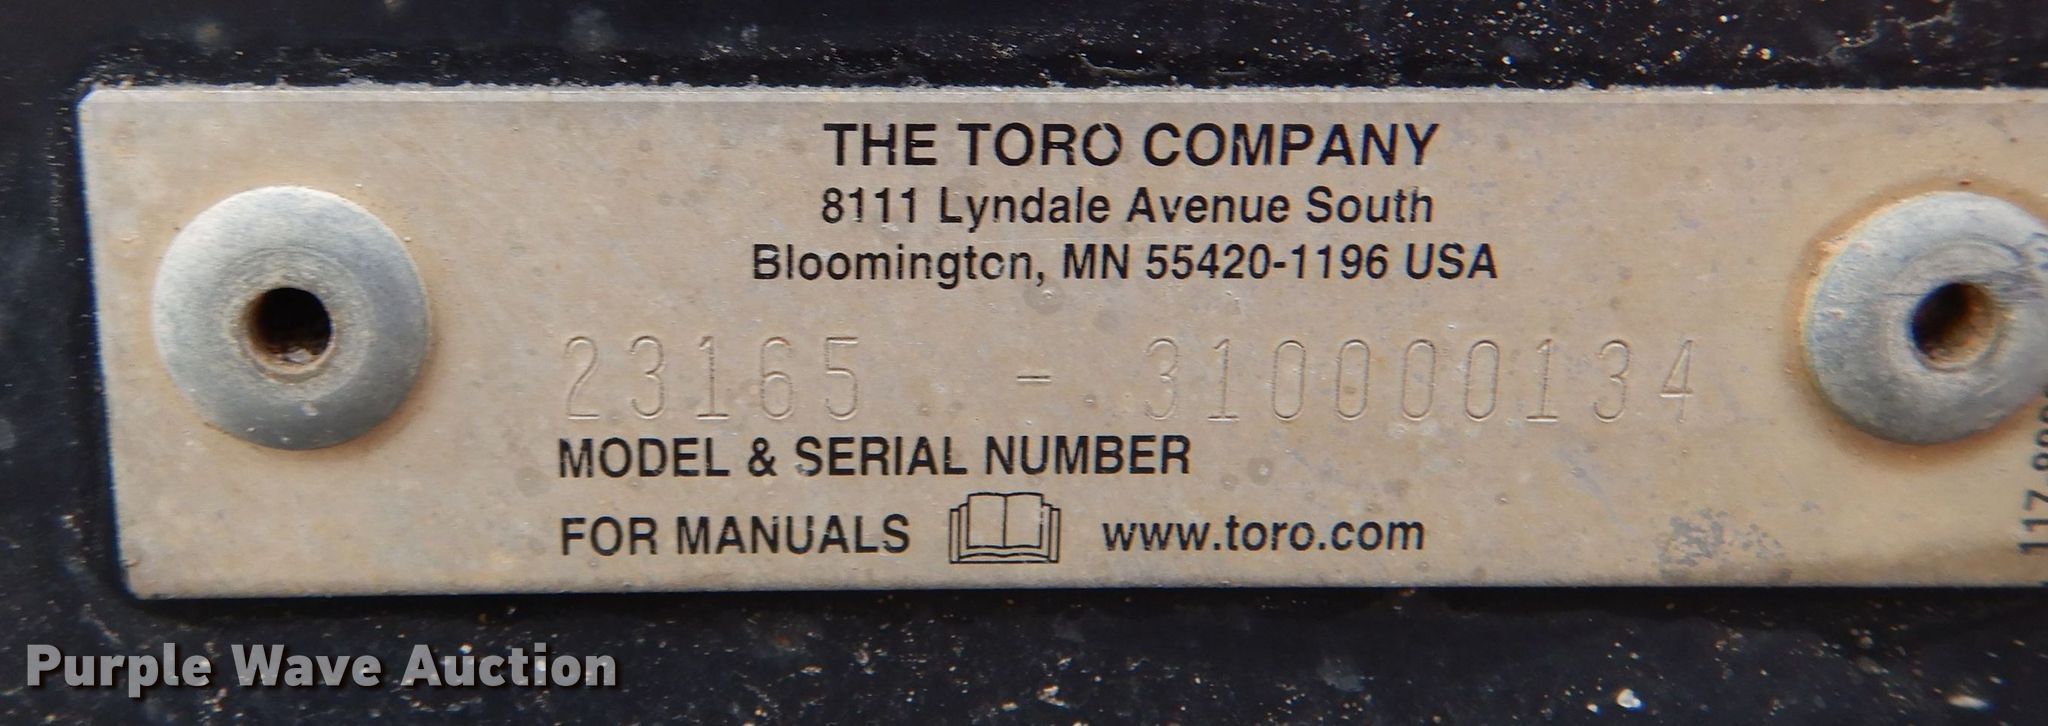 THE TORO COMPANY
8111 Lyndale Avenue South
Bloomington, MN 55420-1196 USA
23165 - 310000134
MODEL & SERIAL NUMBER
FOR MANUALS www.toro.com
Purple Wave Auction